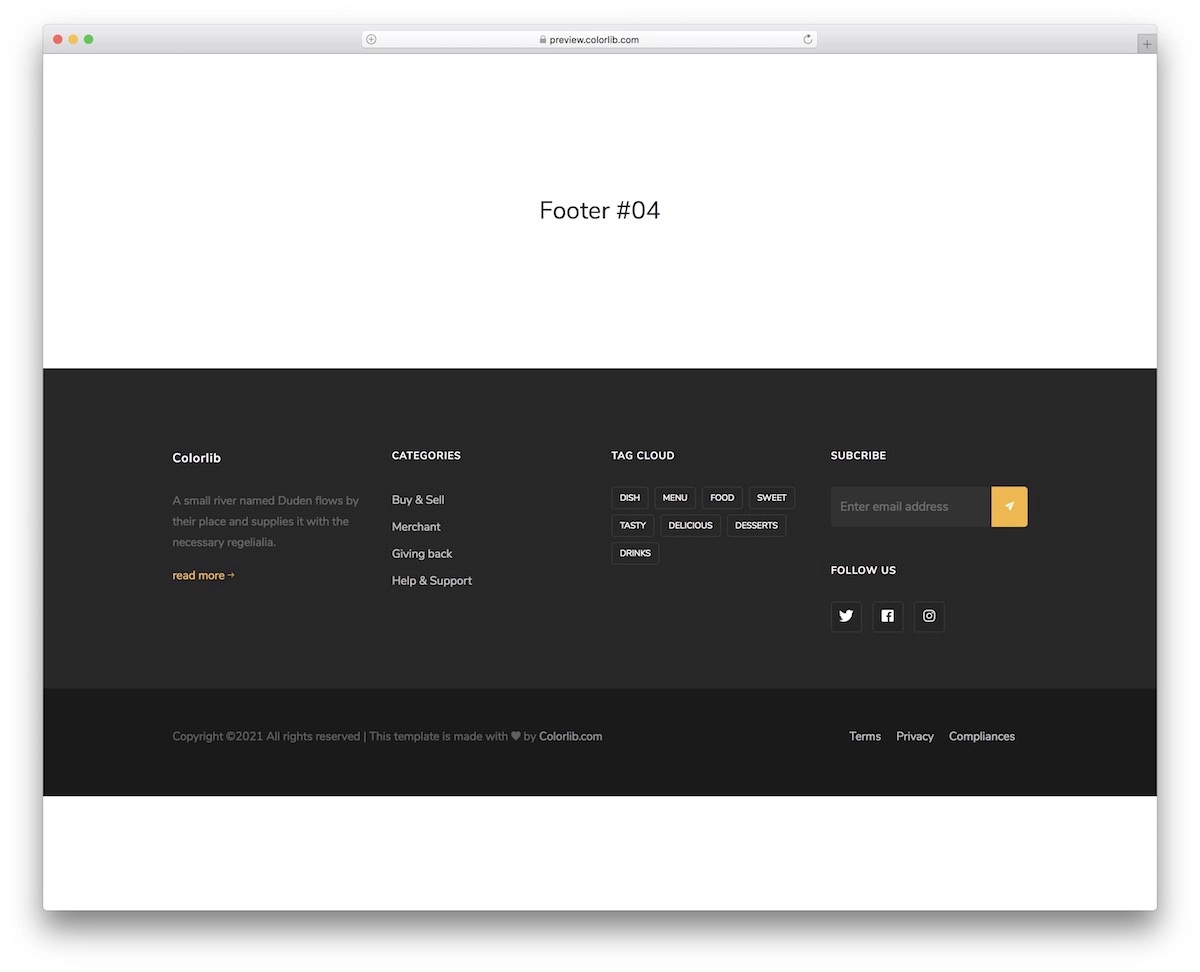 preview.colorlib.com
Footer #04
Colorlib
A small river named Duden flows by
their place and supplies it with the
necessary regelialia.
read more
CATEGORIES
Buy & Sell
Merchant
Giving back
Help & Support
TAG CLOUD
DISH MENU FOOD SWEET
TASTY DELICIOUS DESSERTS
DRINKS
SUBCRIBE
Enter email address
FOLLOW US
Copyright ©2021 All rights reserved | This template is made with ♥ by Colorlib.com
Terms Privacy Compliances